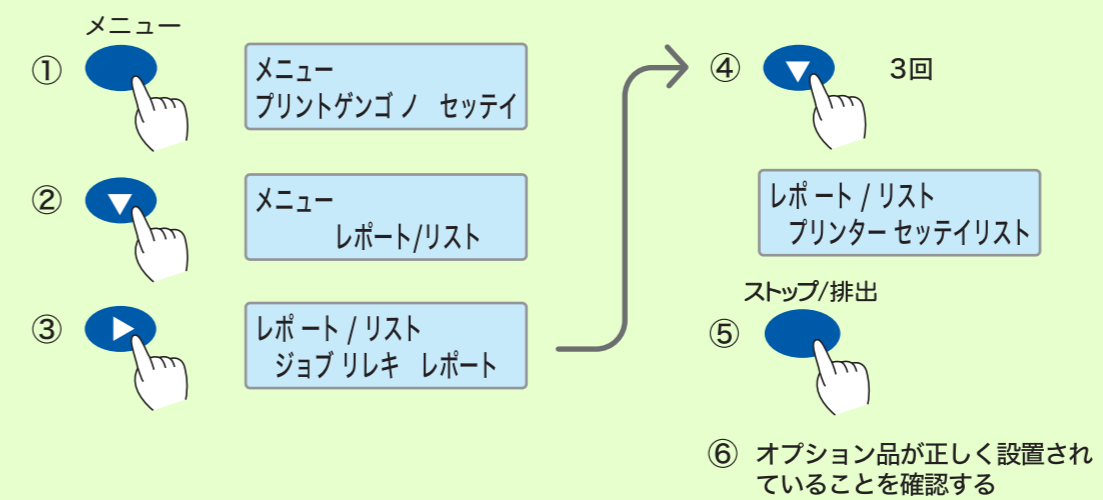 メニュー
①
メニュー
プリントゲンゴ ノ　セッテイ
②
メニュー
レポート/リスト
③
レポート / リスト
ジョブ リレキ　レポート
④
3回
レポート / リスト
プリンター セッテイリスト
ストップ/排出
⑤
⑥ オプション品が正しく設置され
ていることを確認する